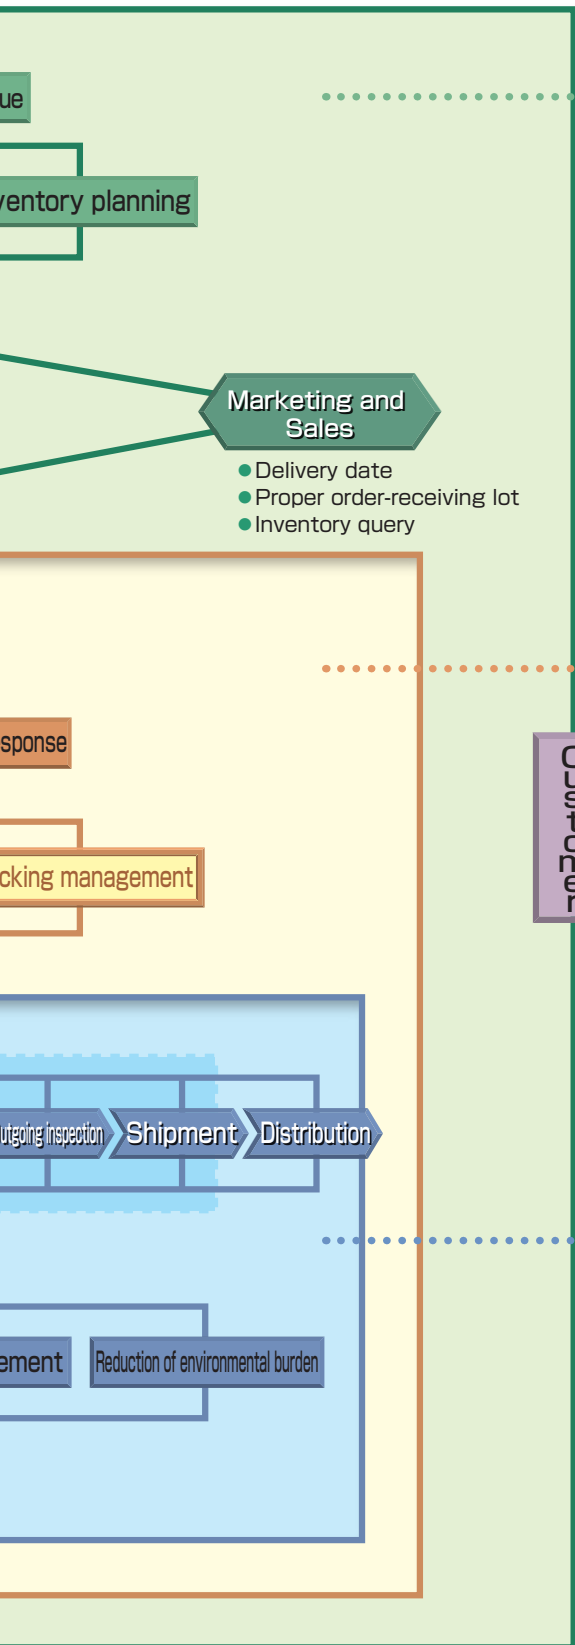 ue
ventory planning
Marketing and
Sales
●Delivery date
●Proper order-receiving lot
●Inventory query
sponse
Customer
cking management
utgoing inspection
Shipment
Distribution
ement
Reduction of environmental burden